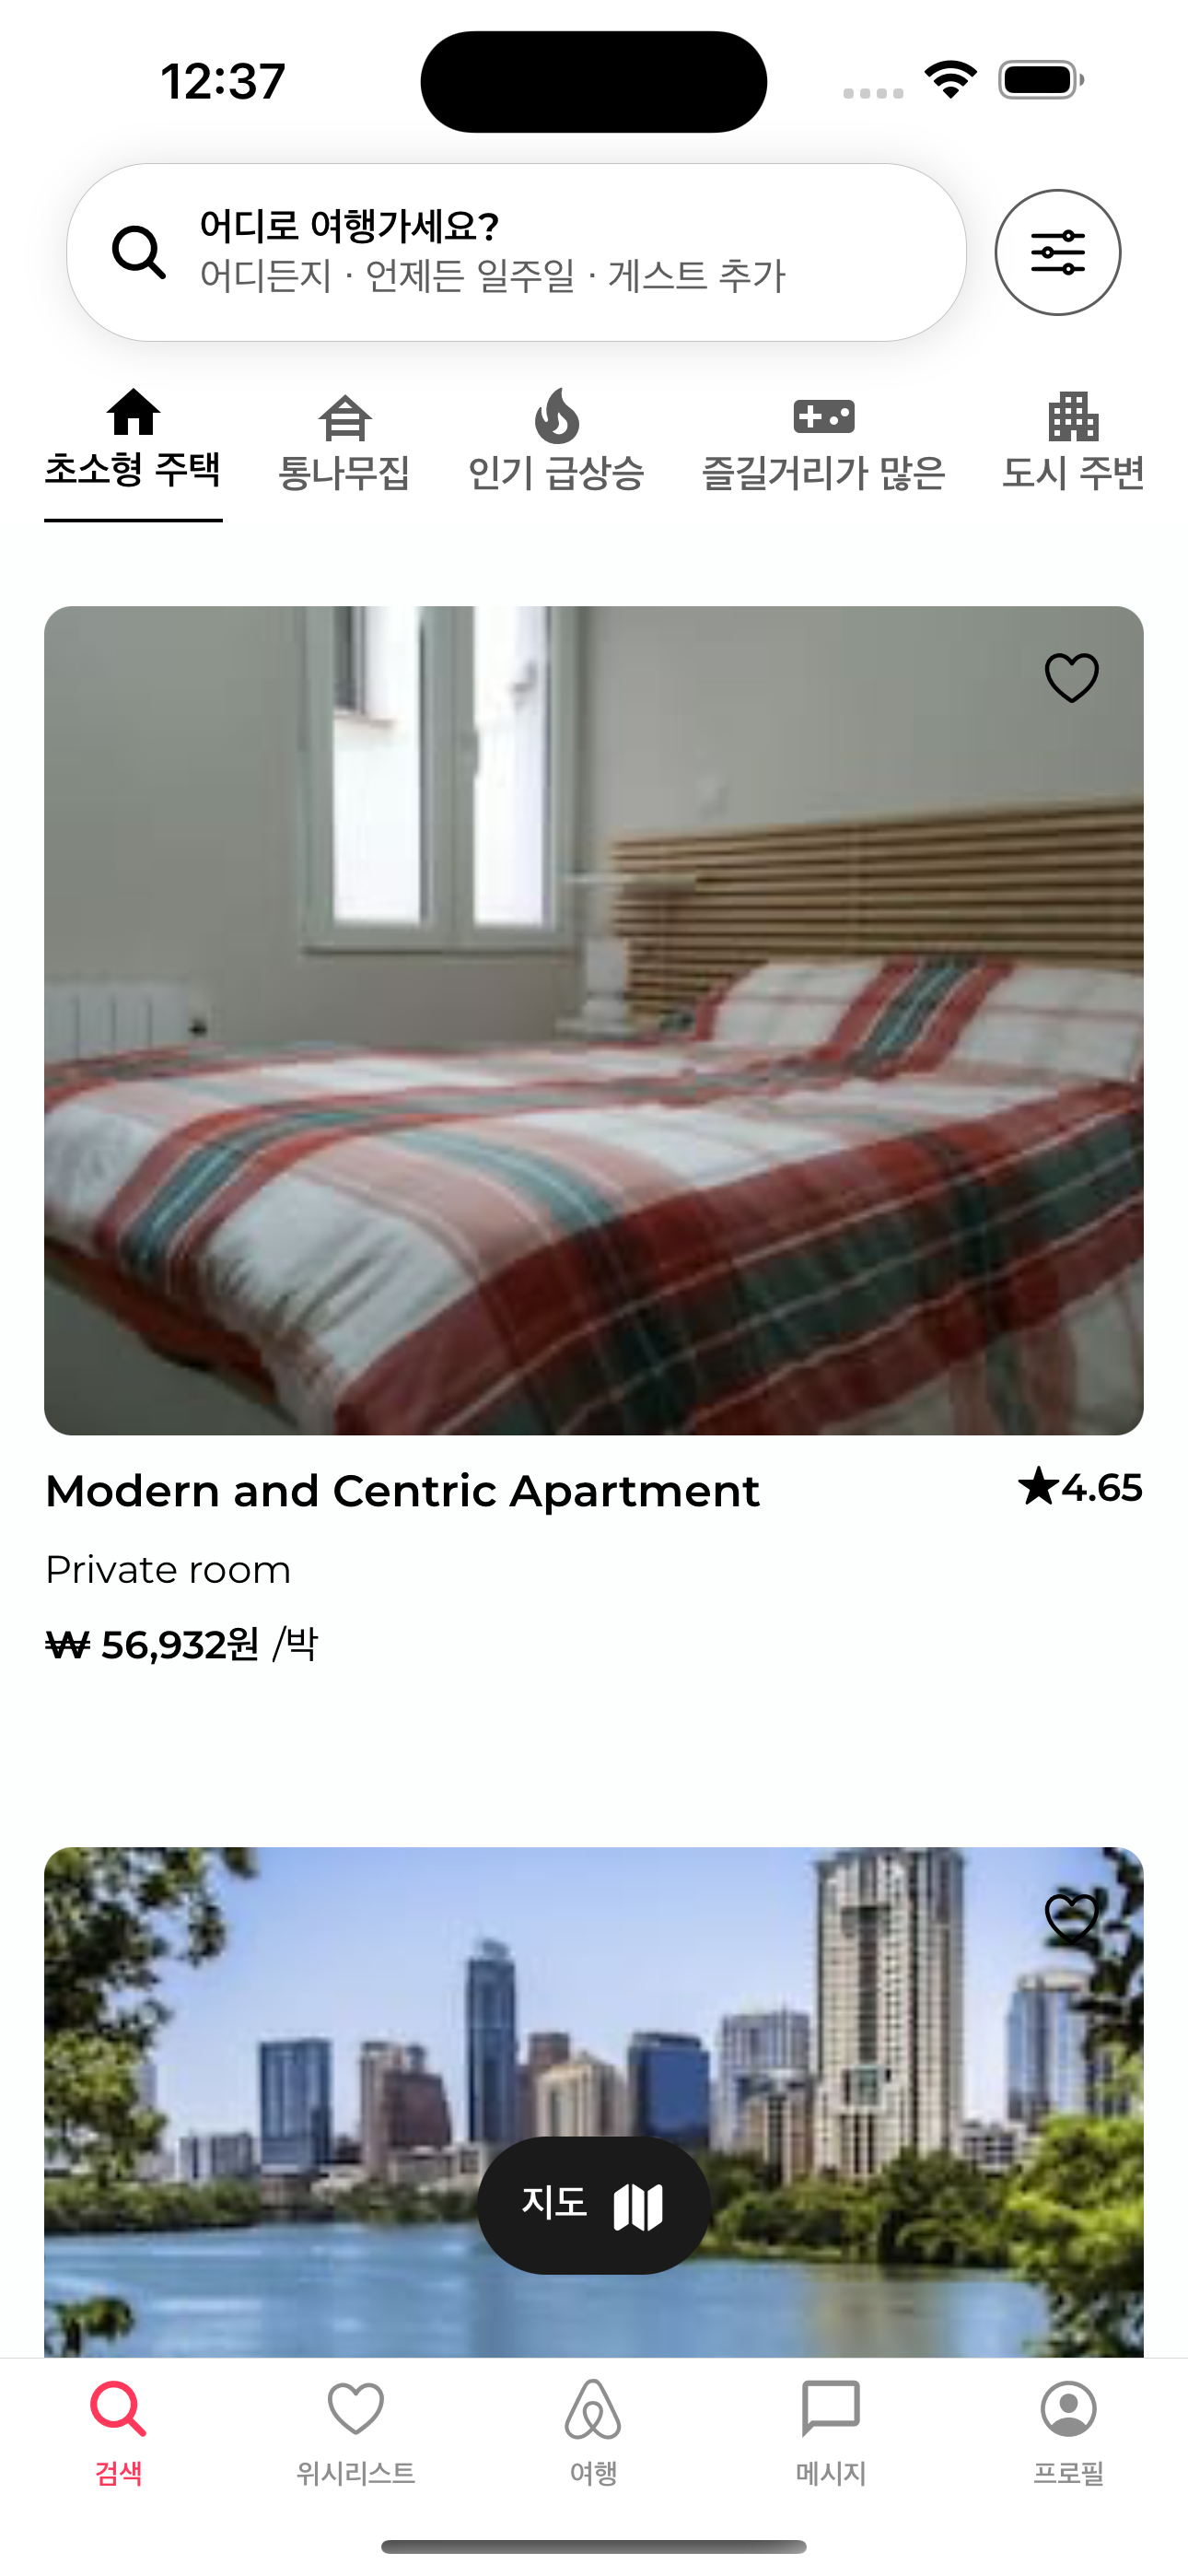 12:37
어디로 여행가세요?
어디든지 · 언제든 일주일 · 게스트 추가
초소형 주택
통나무집
인기 급상승
즐길거리가 많은
도시 주변
Modern and Centric Apartment
★4.65
Private room
₩ 56,932원 /박
지도
검색
위시리스트
여행
메시지
프로필